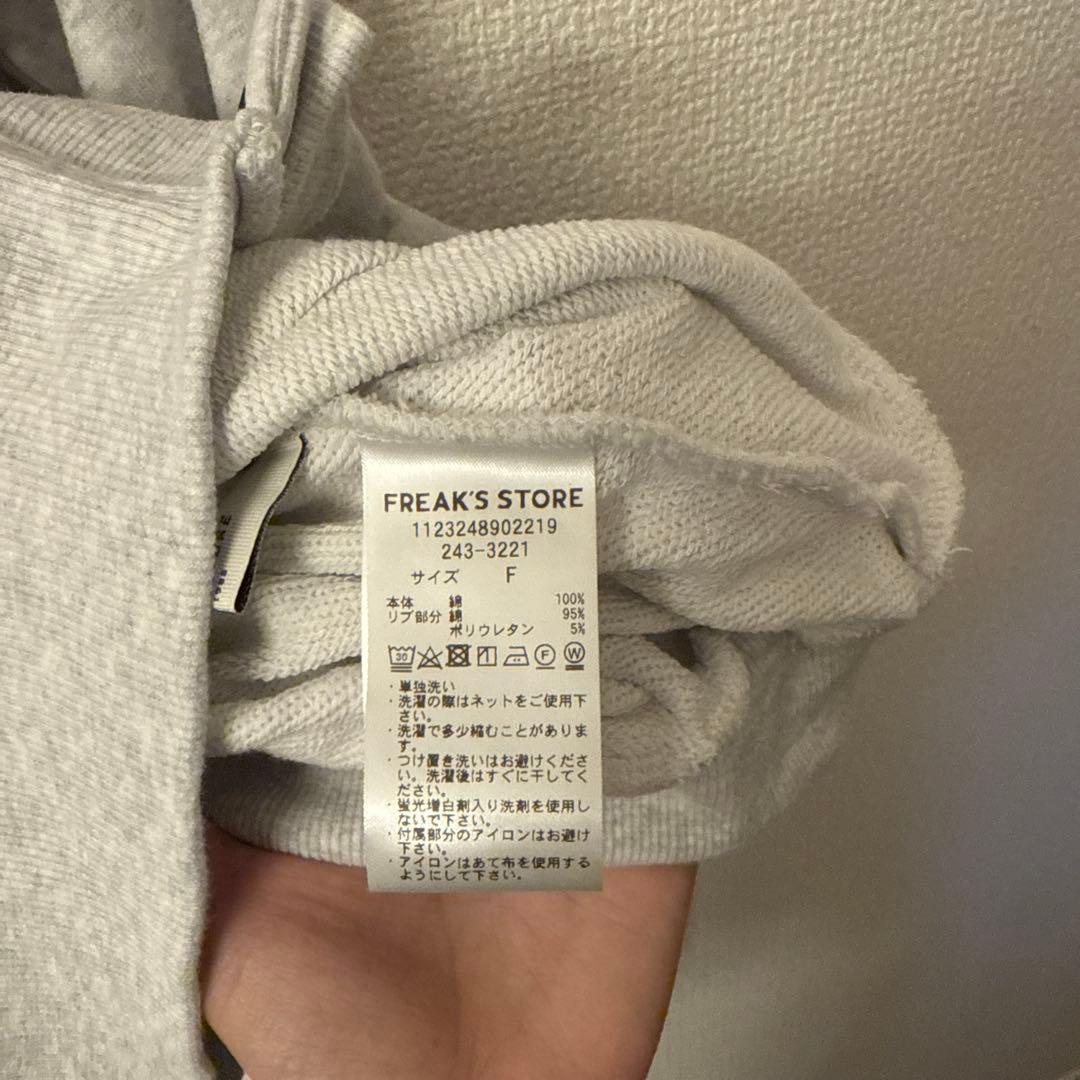 FREAK'S STORE
1123248902219
243-3221
サイズ F
本体 綿 100%
リブ部分 綿 95%
ポリウレタン 5%
30 F W
・単独洗い
・洗濯の際はネットをご使用下
さい。
・洗濯で多少縮むことがありま
す。
・つけ置き洗いはお避けくださ
い。洗濯後はすぐに干してく
ださい。
・蛍光増白剤入り洗剤を使用し
ないで下さい。
・付属部分のアイロンはお避け
下さい。
・アイロンはあて布を使用する
ようにして下さい。